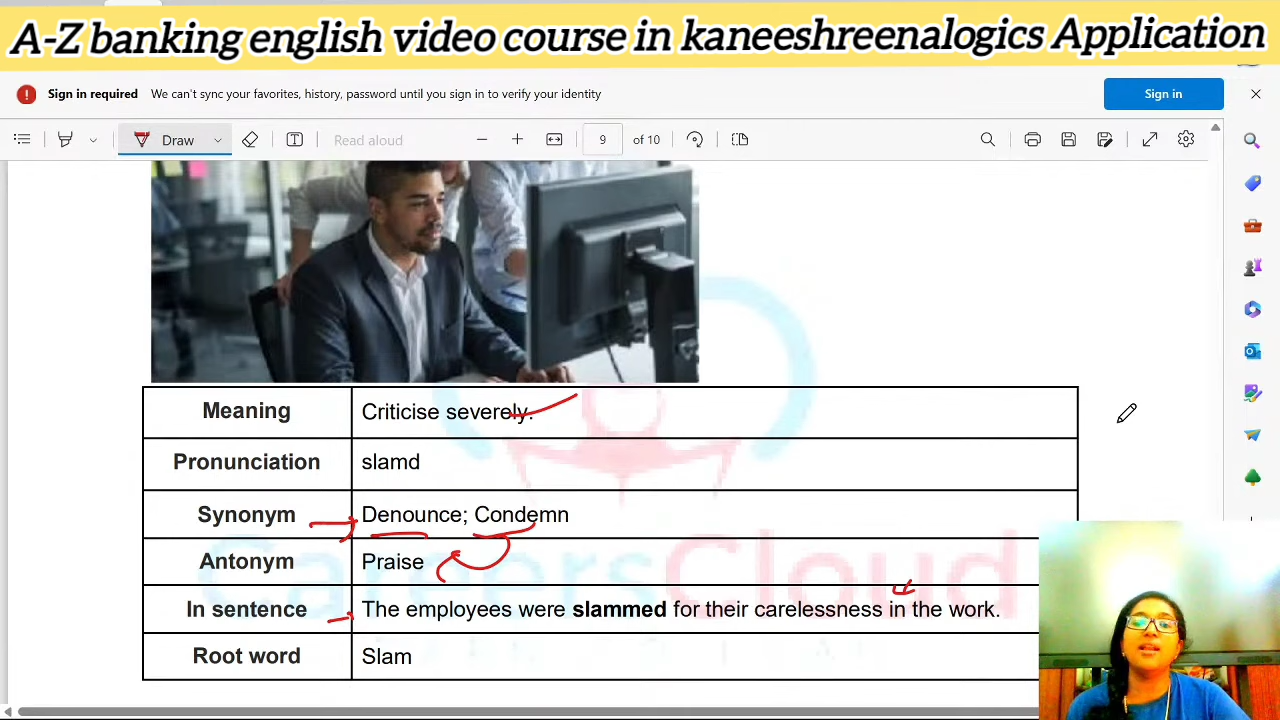 A-Z banking english video course in kaneeshreenalogics Application
Sign in required We can't sync your favorites, history, password until you sign in to verify your identity
Sign in
Draw
Read aloud
9 of 10
Meaning Criticise severely.
Pronunciation slamd
Synonym Denounce; Condemn
Antonym Praise
In sentence The employees were slammed for their carelessness in the work.
Root word Slam
CareersCloud